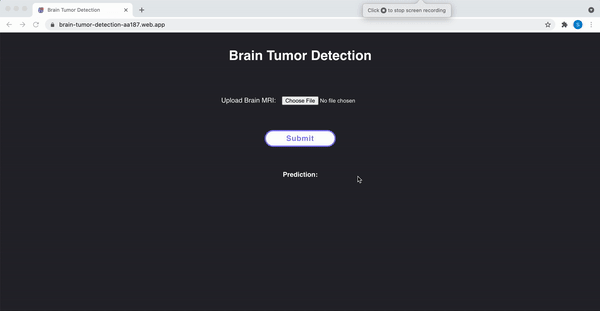 Brain Tumor Detection
Click to stop screen recording
brain-tumor-detection-aa187.web.app
Brain Tumor Detection
Upload Brain MRI: Choose File No file chosen
Submit
Prediction: